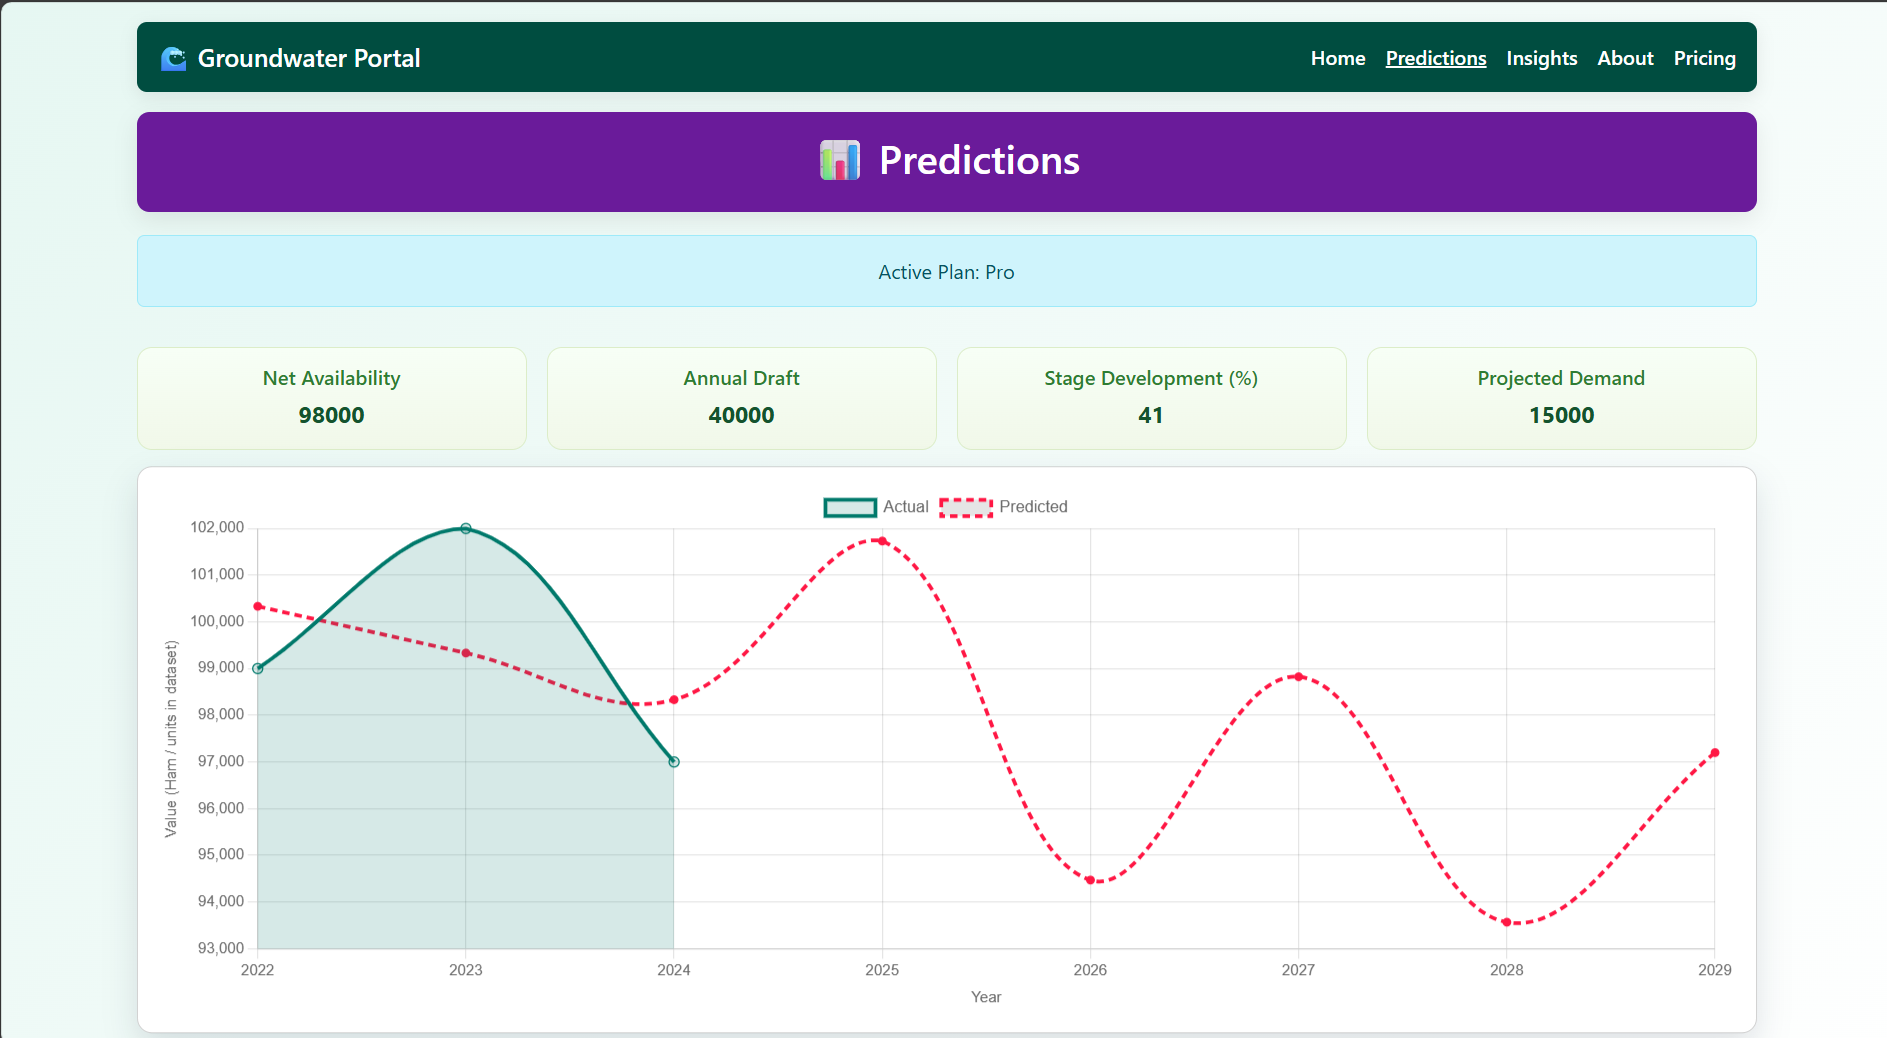 Groundwater Portal
Home Predictions Insights About Pricing
Predictions
Active Plan: Pro
Net Availability
98000
Annual Draft
40000
Stage Development (%)
41
Projected Demand
15000
Actual Predicted
102,000
101,000
100,000
99,000
98,000
97,000
96,000
95,000
94,000
93,000
Value (Ham / units in dataset)
2022 2023 2024 2025 2026 2027 2028 2029
Year